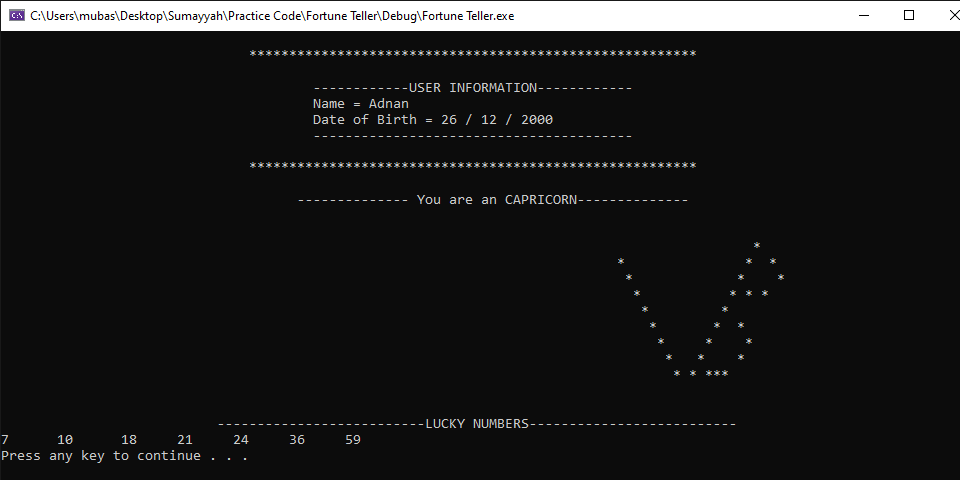 C:\Users\mubas\Desktop\Sumayyah\Practice Code\Fortune Teller\Debug\Fortune Teller.exe
********************************************************
------------USER INFORMATION------------
Name = Adnan
Date of Birth = 26 / 12 / 2000
----------------------------------------
********************************************************
-------------- You are an CAPRICORN--------------
*
* * *
* * *
* * * *
* *
* * *
* * *
* * *
* * ***
--------------------------LUCKY NUMBERS--------------------------
7 10 18 21 24 36 59
Press any key to continue . . .